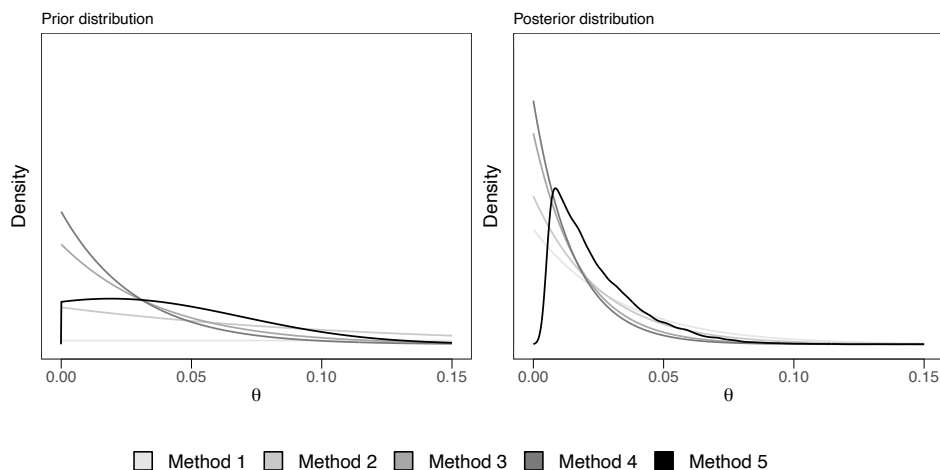 Prior distribution
Density
0.00 0.05 0.10 0.15
θ
Posterior distribution
Density
0.00 0.05 0.10 0.15
θ
Method 1 Method 2 Method 3 Method 4 Method 5